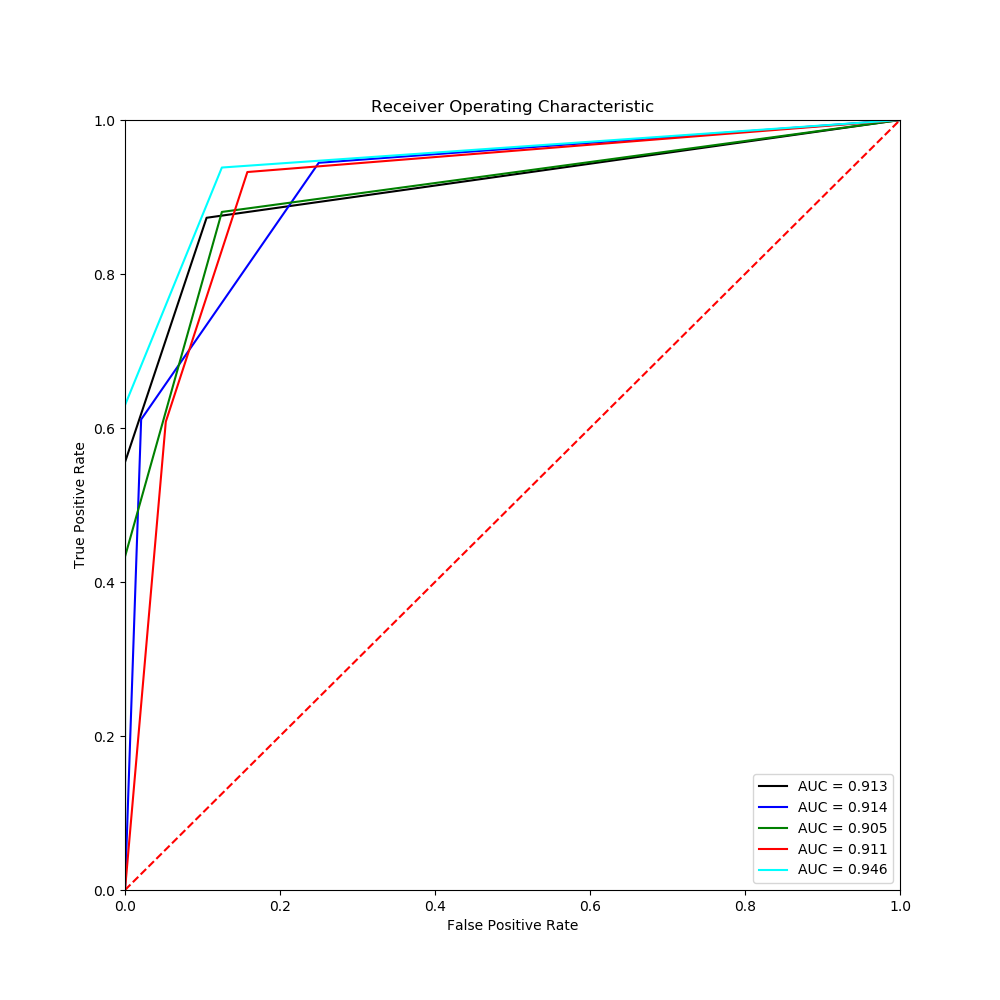 Receiver Operating Characteristic
1.0
0.8
0.6
0.4
0.2
0.0
True Positive Rate
0.0 0.2 0.4 0.6 0.8 1.0
False Positive Rate
AUC = 0.913
AUC = 0.914
AUC = 0.905
AUC = 0.911
AUC = 0.946